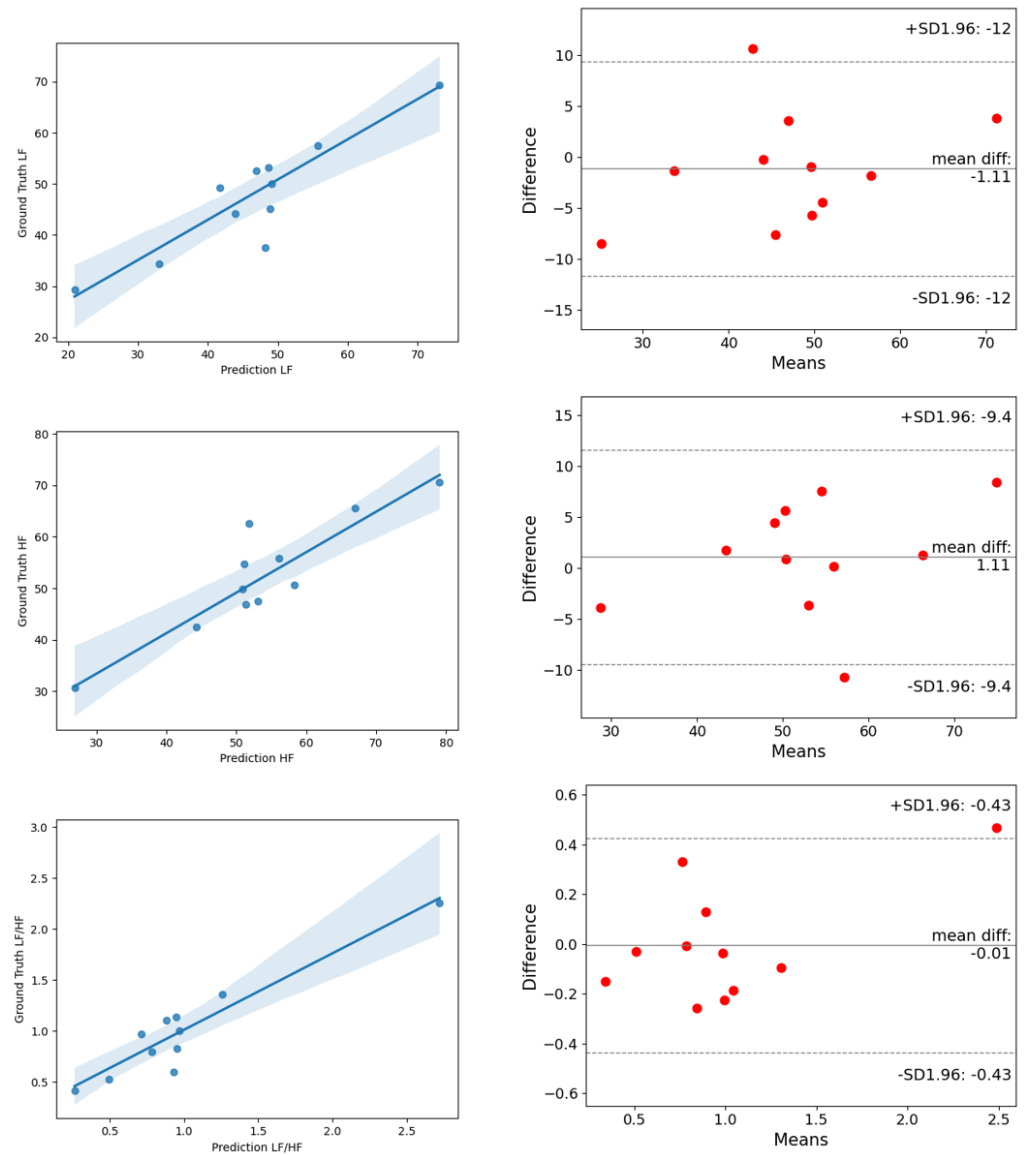 70
60
50
40
30
20
Ground Truth LF
20 30 40 50 60 70
Prediction LF
+SD1.96: -12
10
5
0
−5
−10
−15
Difference
mean diff:
-1.11
-SD1.96: -12
30 40 50 60 70
Means
80
70
60
50
40
30
Ground Truth HF
30 40 50 60 70 80
Prediction HF
+SD1.96: -9.4
15
10
5
0
−5
−10
Difference
mean diff:
1.11
-SD1.96: -9.4
30 40 50 60 70
Means
3.0
2.5
2.0
1.5
1.0
0.5
Ground Truth LF/HF
0.5 1.0 1.5 2.0 2.5
Prediction LF/HF
+SD1.96: -0.43
0.6
0.4
0.2
0.0
−0.2
−0.4
−0.6
Difference
mean diff:
-0.01
-SD1.96: -0.43
0.5 1.0 1.5 2.0 2.5
Means